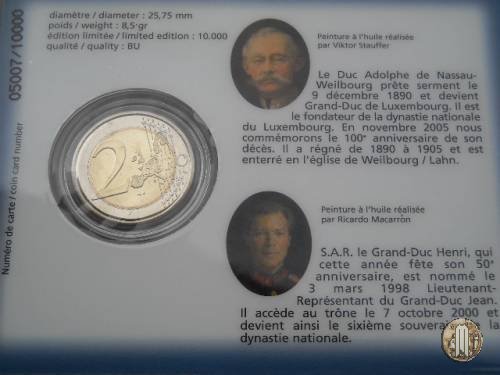 diamètre / diameter : 25,75 mm
poids / weight : 8,5·gr
édition limitée / limited edition : 10.000
qualité / quality : BU
Numéro de carte / coin card number
05007/10000
2
Peinture à l'huile réalisée
par Viktor Stauffer
Le Duc Adolphe de Nassau-
Weilbourg prête serment le
9 décembre 1890 et devient
Grand-Duc de Luxembourg. Il est
le fondateur de la dynastie nationale
du Luxembourg. En novembre 2005 nous
commémorons le 100e anniversaire de son
décès. Il a régné de 1890 à 1905 et est
enterré en l'église de Weilbourg / Lahn.
Peinture à l'huile réalisée
par Ricardo Macarrón
S.A.R. le Grand-Duc Henri, qui
cette année fête son 50e
anniversaire, est nommé le
3 mars 1998 Lieutenant-
Représentant du Grand-Duc Jean.
Il accède au trône le 7 octobre 2000 et
devient ainsi le sixième souverain de la
dynastie nationale.